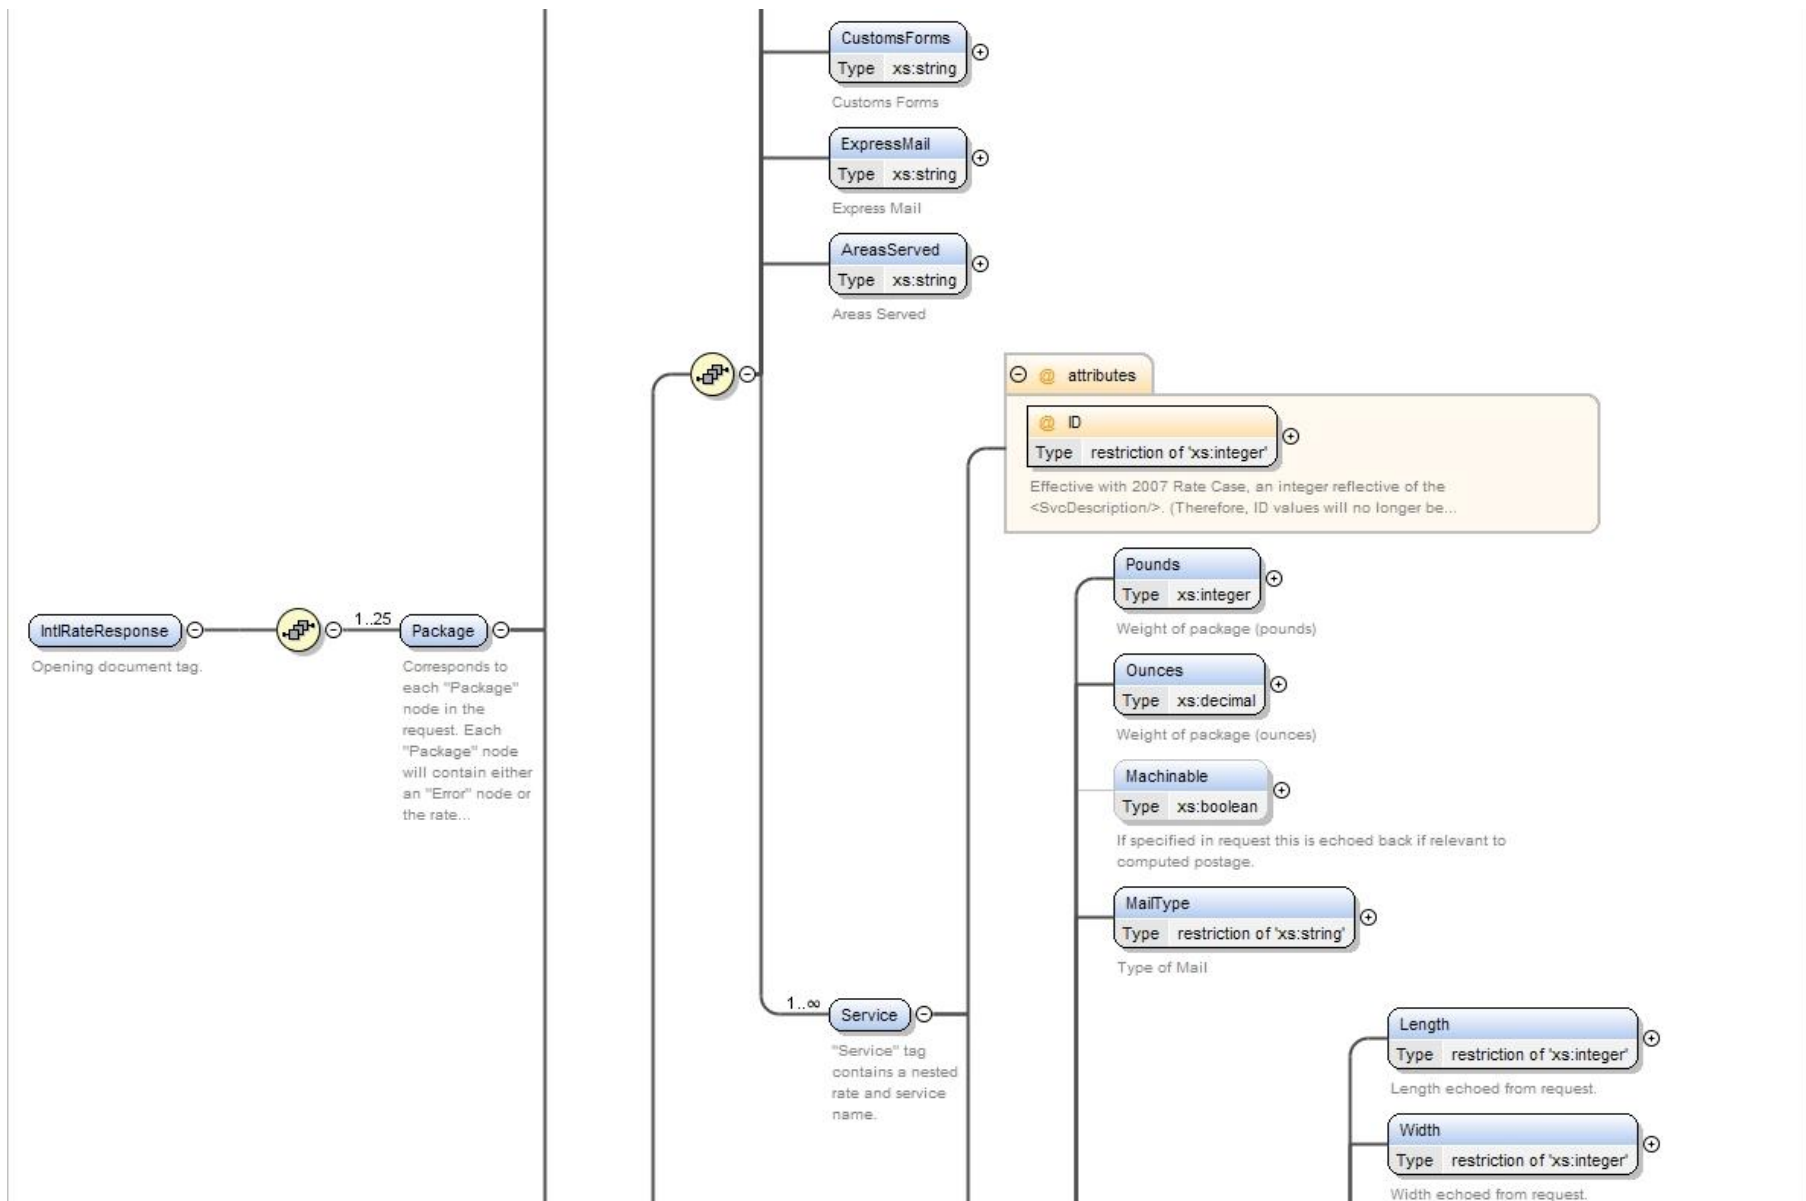 CustomsForms
Type xs:string
Customs Forms
ExpressMail
Type xs:string
Express Mail
AreasServed
Type xs:string
Areas Served
@ attributes
@ ID
Type restriction of 'xs:integer'
Effective with 2007 Rate Case, an integer reflective of the
<SvcDescription/>. (Therefore, ID values will no longer be...
IntlRateResponse
Opening document tag.
1..25
Package
Corresponds to
each "Package"
node in the
request. Each
"Package" node
will contain either
an "Error" node or
the rate...
Pounds
Type xs:integer
Weight of package (pounds)
Ounces
Type xs:decimal
Weight of package (ounces)
Machinable
Type xs:boolean
If specified in request this is echoed back if relevant to
computed postage.
MailType
Type restriction of 'xs:string'
Type of Mail
1..∞
Service
"Service" tag
contains a nested
rate and service
name.
Length
Type restriction of 'xs:integer'
Length echoed from request.
Width
Type restriction of 'xs:integer'
Width echoed from request.